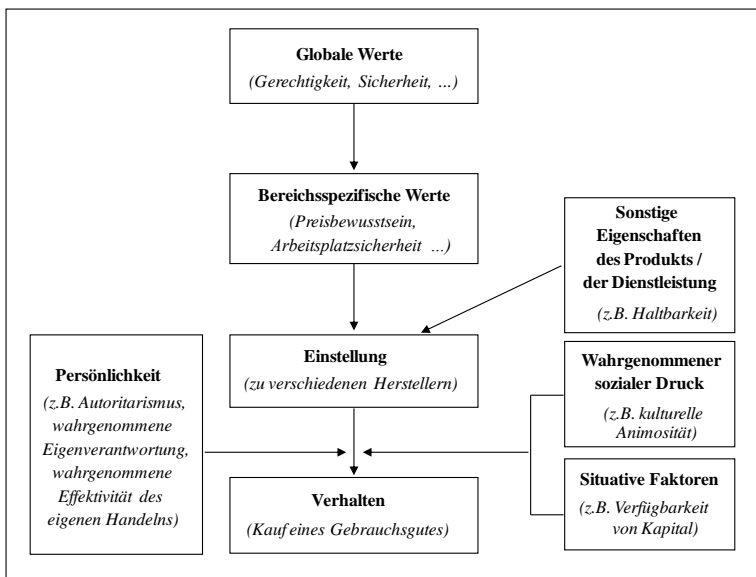 Globale Werte
(Gerechtigkeit, Sicherheit, ...)
Bereichsspezifische Werte
(Preisbewusstsein,
Arbeitsplatzsicherheit ...)
Sonstige
Eigenschaften
des Produkts /
der Dienstleistung
(z.B. Haltbarkeit)
Einstellung
(zu verschiedenen Herstellern)
Persönlichkeit
(z.B. Autoritarismus,
wahrgenommene
Eigenverantwortung,
wahrgenommene
Effektivität des
eigenen Handelns)
Wahrgenommener
sozialer Druck
(z.B. kulturelle
Animosität)
Verhalten
(Kauf eines Gebrauchsgutes)
Situative Faktoren
(z.B. Verfügbarkeit
von Kapital)